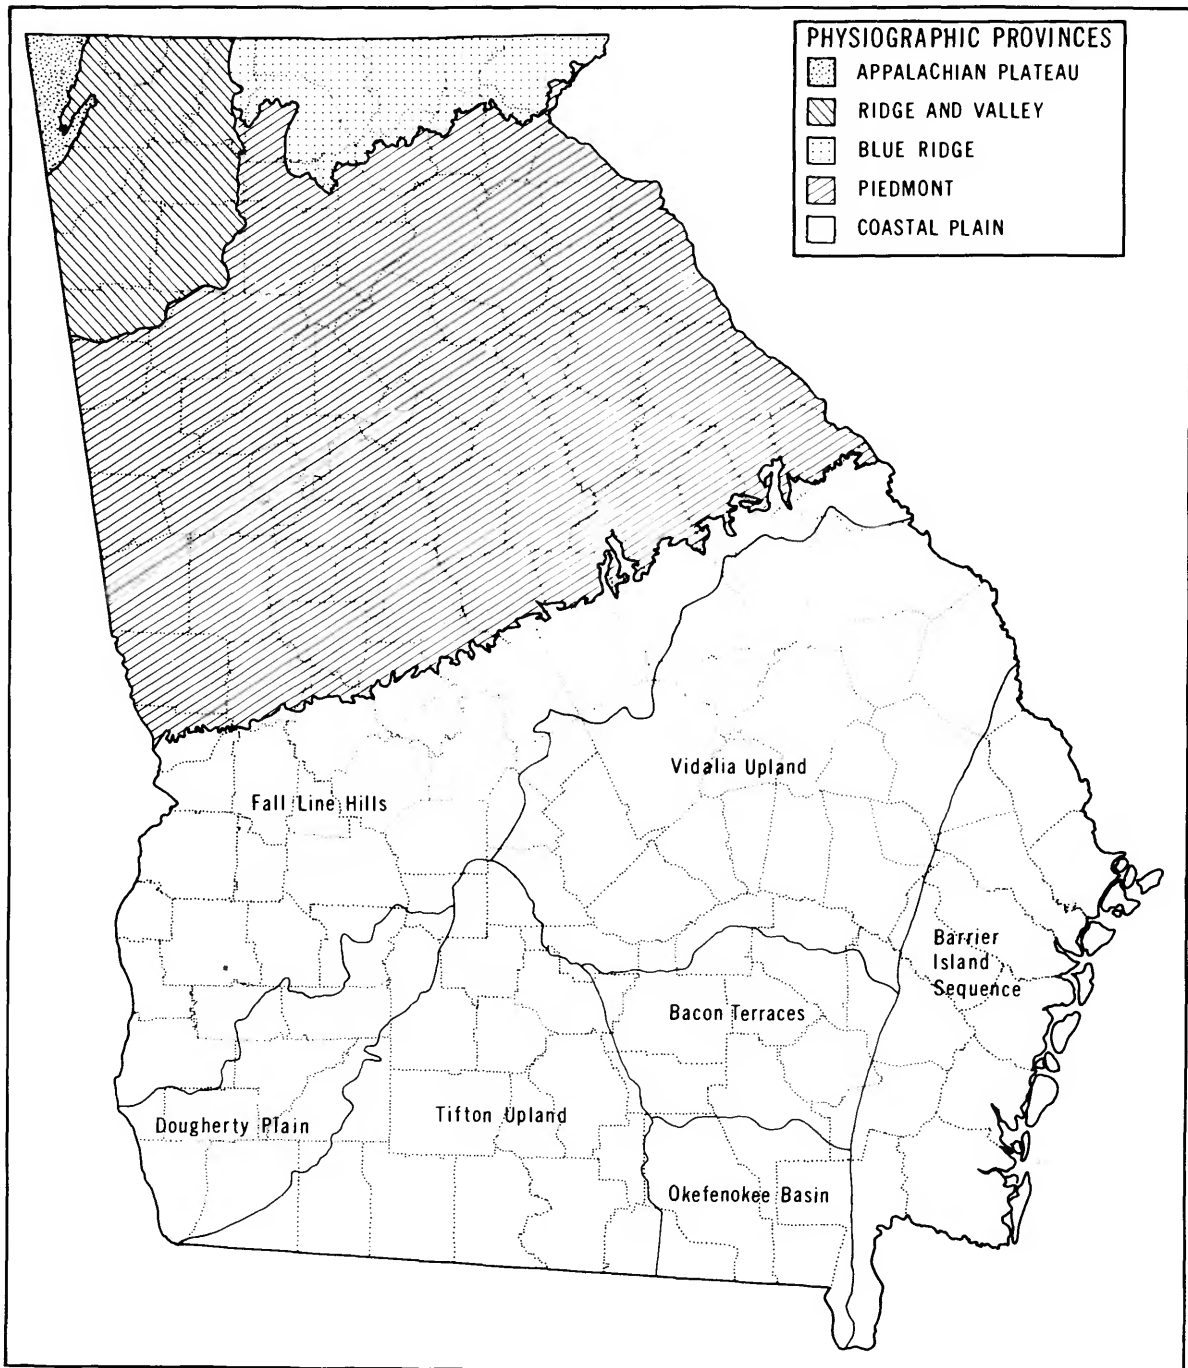 PHYSIOGRAPHIC PROVINCES
APPALACHIAN PLATEAU
RIDGE AND VALLEY
BLUE RIDGE
PIEDMONT
COASTAL PLAIN
Vidalia Upland
Fall Line Hills
Barrier
Island
Sequence
Bacon Terraces
Tifton Upland
Dougherty Plain
Okefenokee Basin